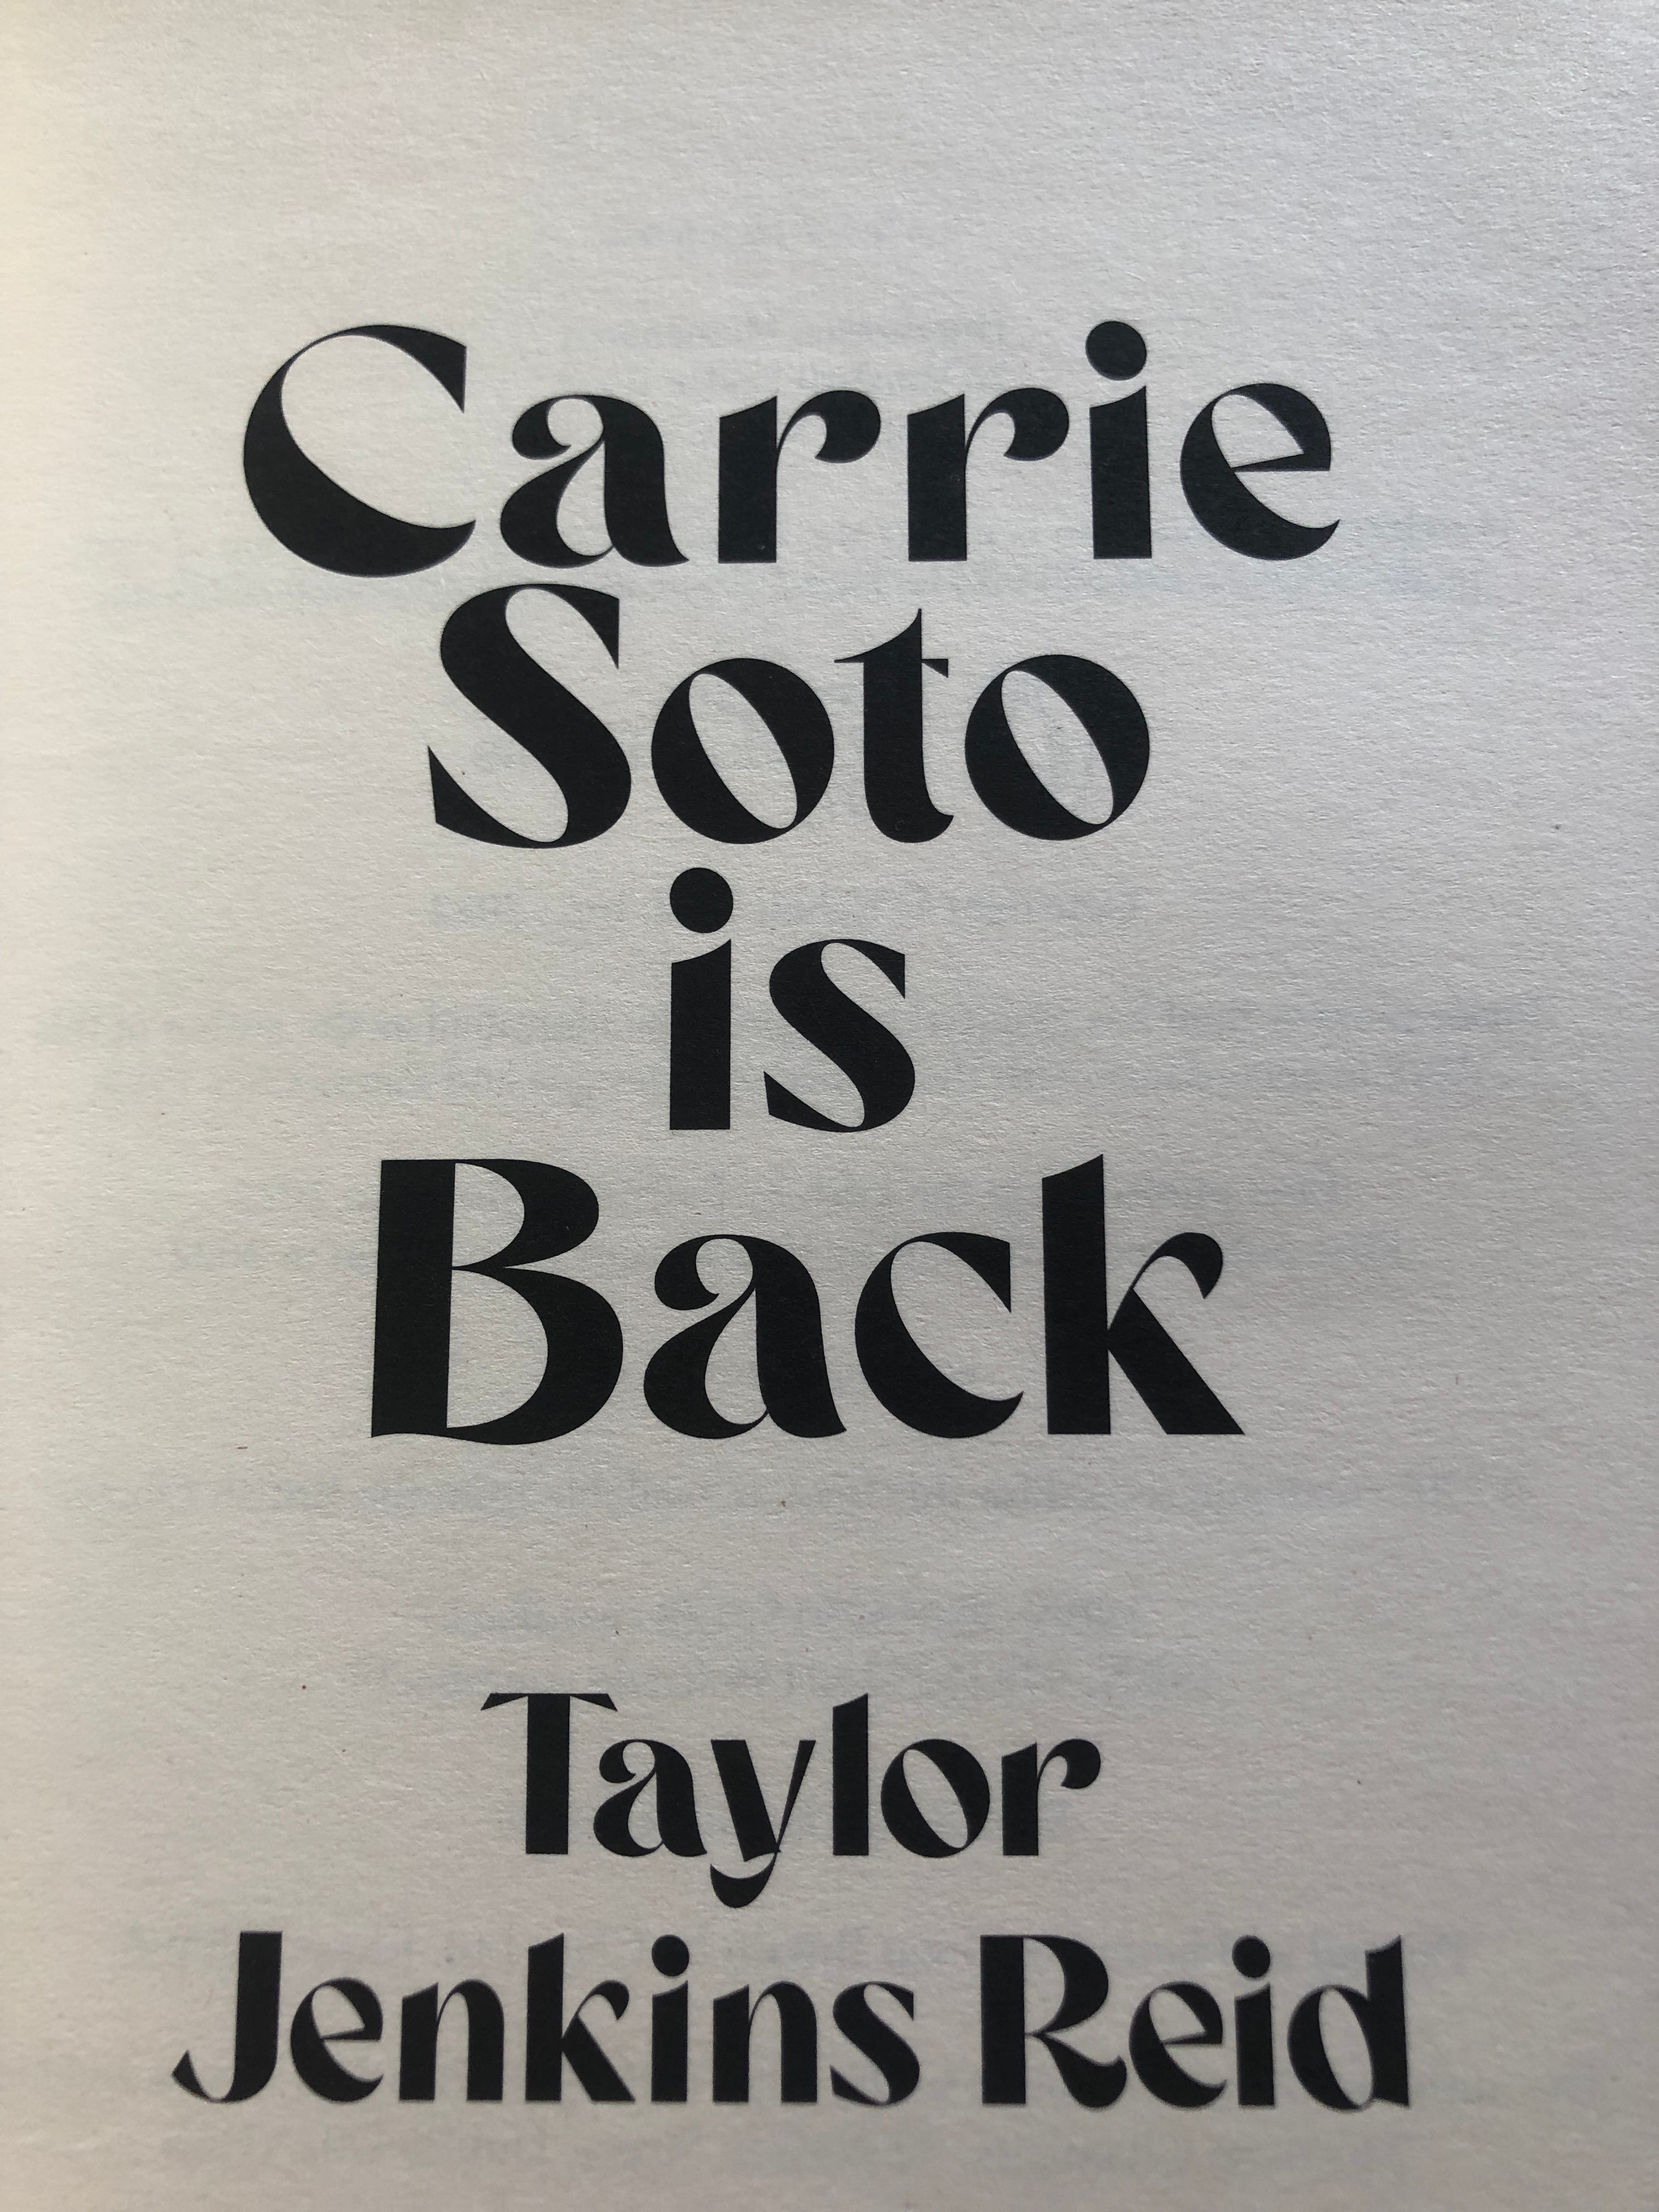 Carrie
Soto
is
Back
Taylor
Jenkins Reid